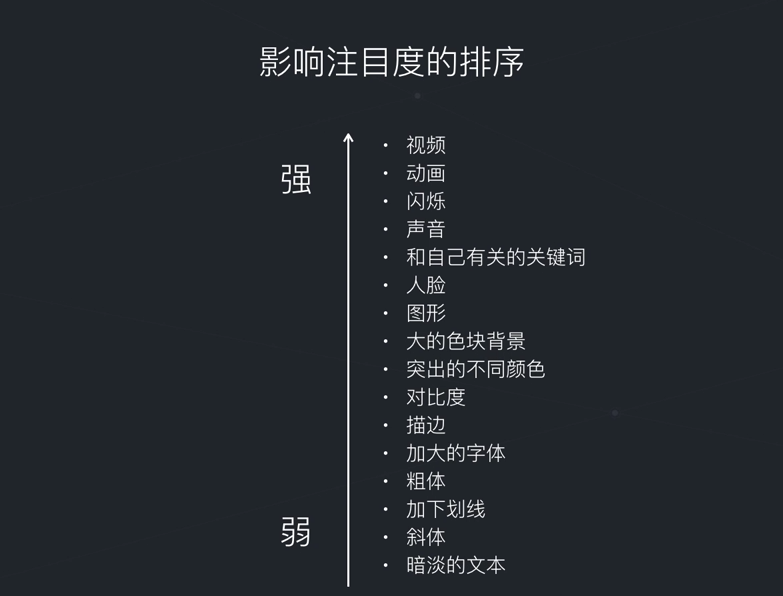 影响注目度的排序
强
• 视频
• 动画
• 闪烁
• 声音
• 和自己有关的关键词
• 人脸
• 图形
• 大的色块背景
• 突出的不同颜色
• 对比度
• 描边
• 加大的字体
• 粗体
• 加下划线
• 斜体
• 暗淡的文本
弱